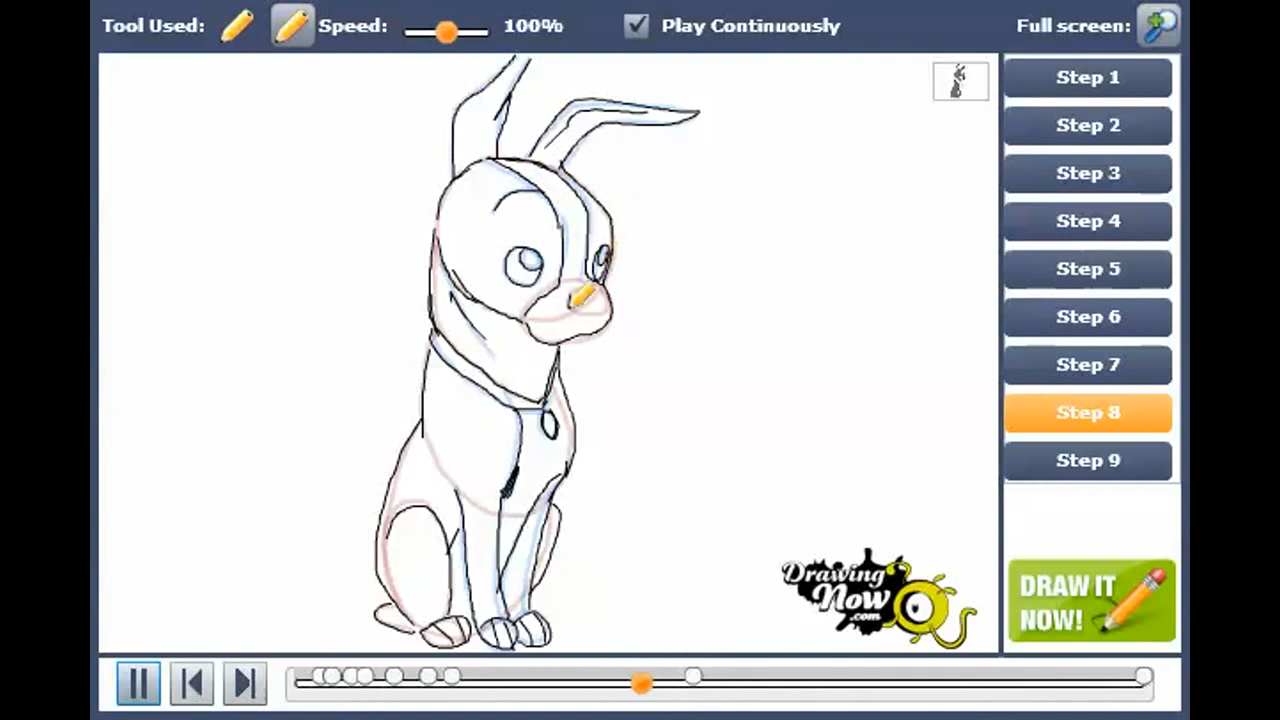 Tool Used:
Speed:
100%
Play Continuously
Full screen:
Step 1
Step 2
Step 3
Step 4
Step 5
Step 6
Step 7
Step 8
Step 9
Drawing
Now
.com
DRAW IT
NOW!